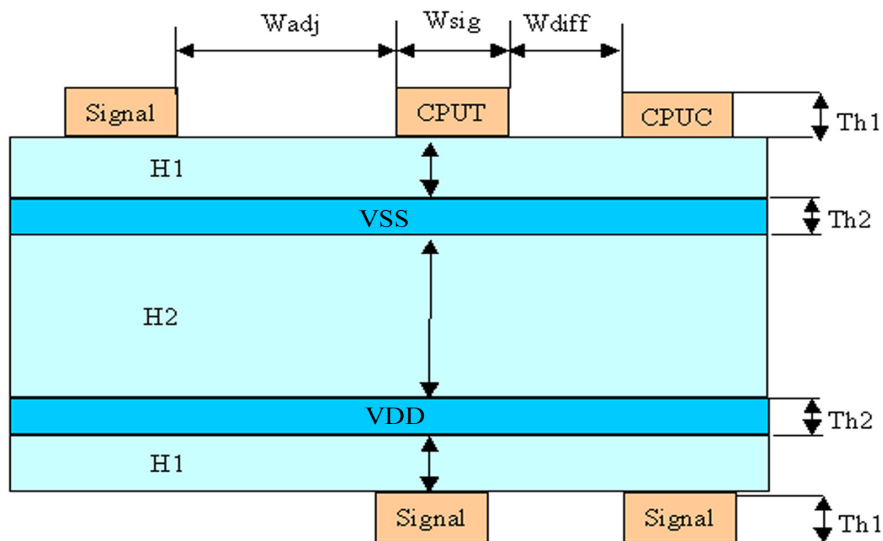 Wadj Wsig Wdiff
Signal CPUT CPUC Th1
H1
VSS Th2
H2
VDD Th2
H1
Signal Signal Th1